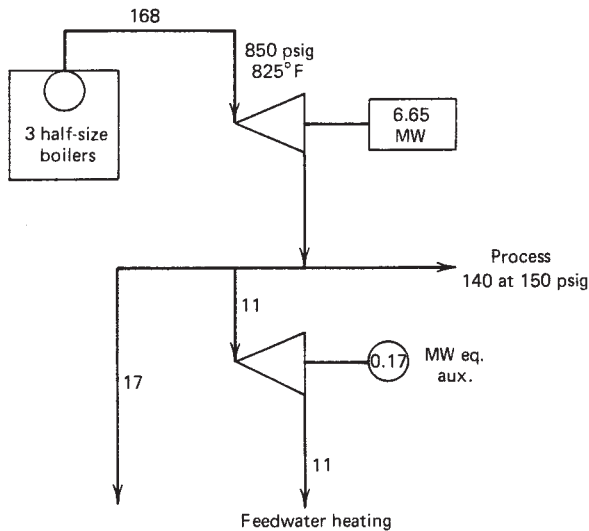 168
850 psig
825°F
3 half-size
boilers
6.65
MW
Process
140 at 150 psig
11
17
0.17
MW eq.
aux.
11
Feedwater heating